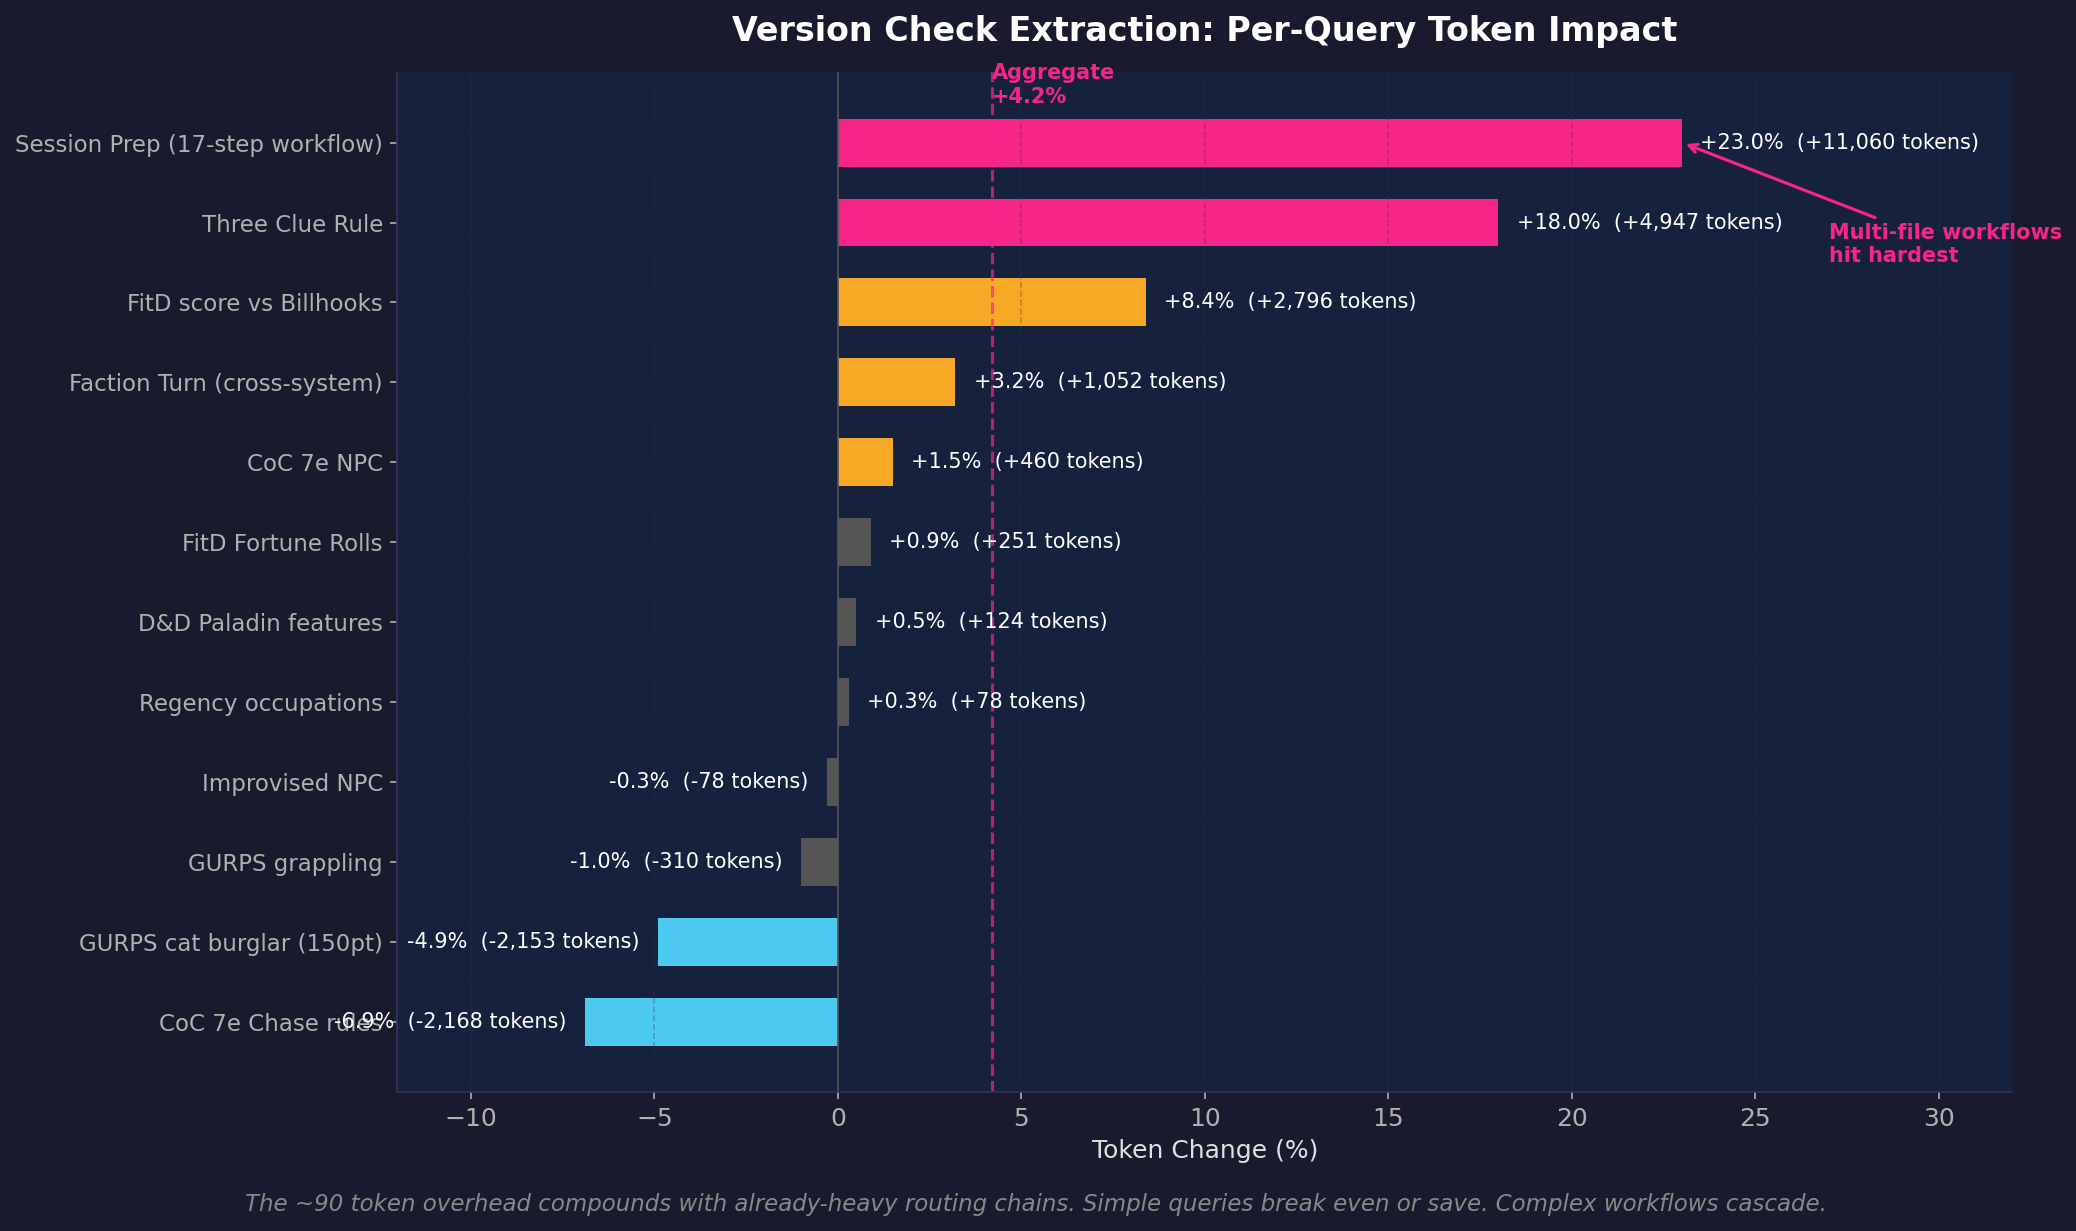 Version Check Extraction: Per-Query Token Impact
Aggregate
+4.2%
Session Prep (17-step workflow)
+23.0%  (+11,060 tokens)
Three Clue Rule
+18.0%  (+4,947 tokens)
Multi-file workflows
hit hardest
FitD score vs Billhooks
+8.4%  (+2,796 tokens)
Faction Turn (cross-system)
+3.2%  (+1,052 tokens)
CoC 7e NPC
+1.5%  (+460 tokens)
FitD Fortune Rolls
+0.9%  (+251 tokens)
D&D Paladin features
+0.5%  (+124 tokens)
Regency occupations
+0.3%  (+78 tokens)
Improvised NPC
-0.3%  (-78 tokens)
GURPS grappling
-1.0%  (-310 tokens)
GURPS cat burglar (150pt)
-4.9%  (-2,153 tokens)
CoC 7e Chase rules
-6.9%  (-2,168 tokens)
−10 −5 0 5 10 15 20 25 30
Token Change (%)
The ~90 token overhead compounds with already-heavy routing chains. Simple queries break even or save. Complex workflows cascade.